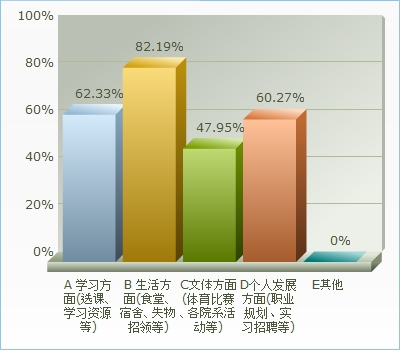 100%
80%
60%
40%
20%
0%
62.33%
82.19%
47.95%
60.27%
0%
A 学习方
面(选课、
学习资源
等)
B 生活方
面(食堂、
宿舍、失物
招领等)
C文体方面
(体育比赛
、各院系活
动等)
D个人发展
方面(职业
规划、实
习招聘等)
E其他